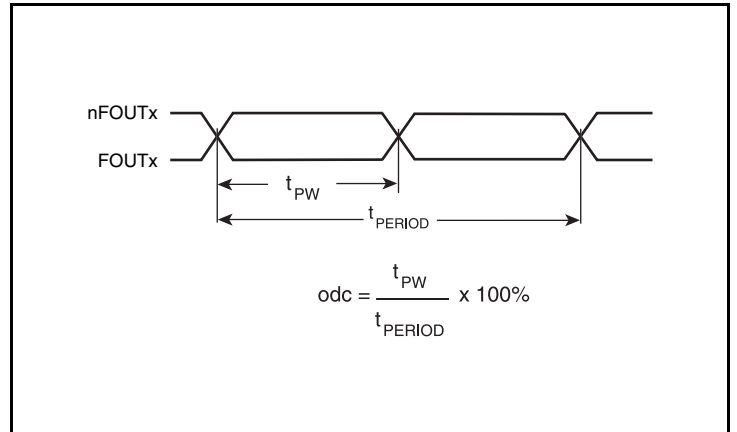 nFOUTx
FOUTx
tPW
tPERIOD
odc = tPW / tPERIOD x 100%